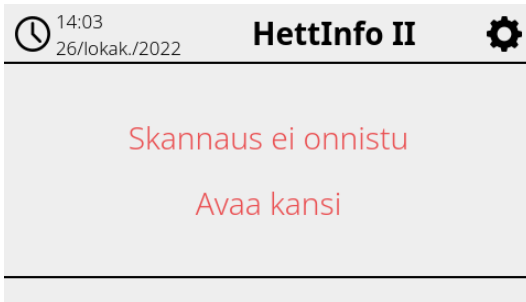 14:03
26/lokak./2022
HettInfo II
Skannaus ei onnistu
Avaa kansi